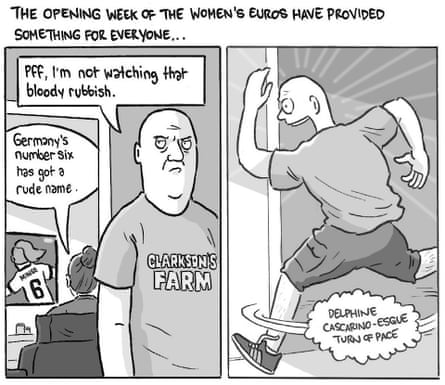 THE OPENING WEEK OF THE WOMEN'S EUROS HAVE PROVIDED
SOMETHING FOR EVERYONE...
PFF, I'm not watching that
bloody rubbish.
Germany's
number six
has got a
rude name.
6
CLARKSON'S
FARM
DELPHINE
CASCARINO-ESQUE
TURN OF PACE